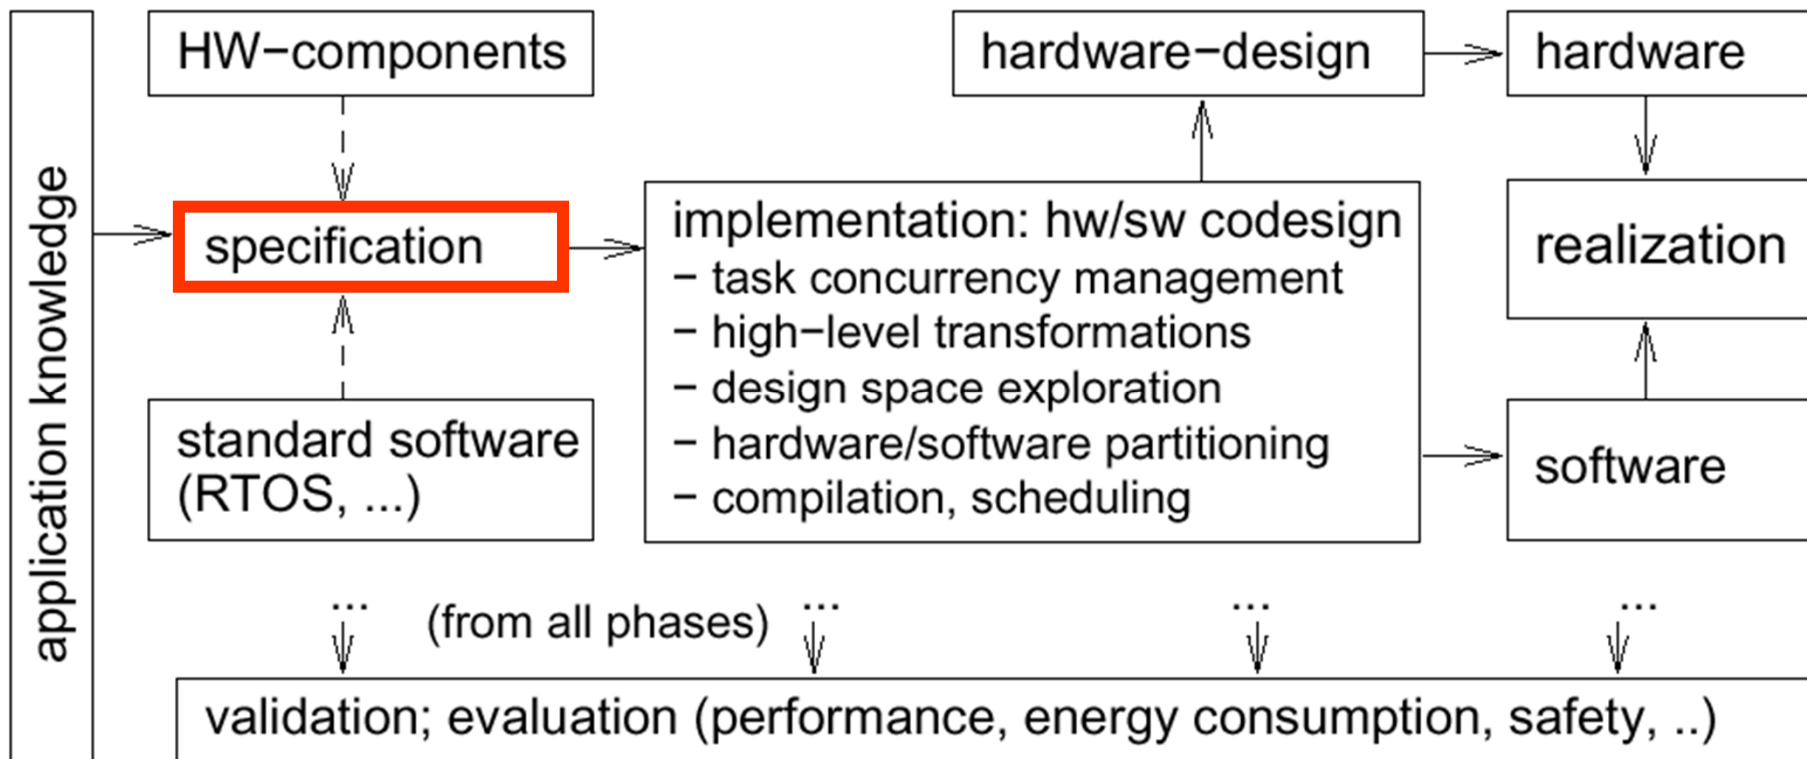 application knowledge
HW−components
hardware−design
hardware
specification
implementation: hw/sw codesign
− task concurrency management
− high−level transformations
− design space exploration
− hardware/software partitioning
− compilation, scheduling
realization
standard software
(RTOS, ...)
software
... (from all phases) ... ... ...
validation; evaluation (performance, energy consumption, safety, ..)